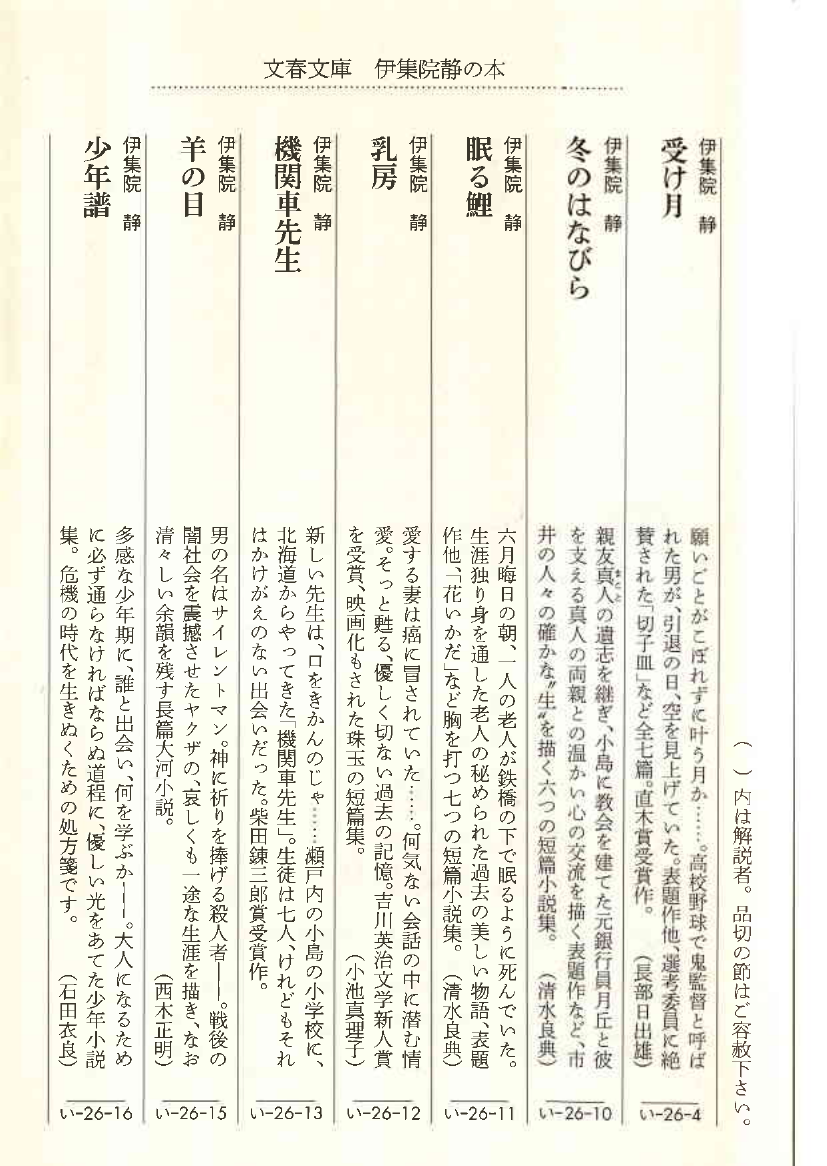 文春文庫　伊集院静の本
（　）内は解説者。品切の節はご容赦下さい。
伊集院　静
受け月
願いごとがこぼれずに叶う月か……。高校野球で鬼監督と呼ば
れた男が、引退の日、空を見上げていた。表題作他、選考委員に絶
賛された「切子皿」など全七篇。直木賞受賞作。　（長部日出雄）
い-26-4
伊集院　静
冬のはなびら
親友真人の遺志を継ぎ、小島に教会を建てた元銀行員月丘と彼
を支える真人の両親との温かい心の交流を描く表題作など、市
井の人々の確かな〝生〟を描く六つの短篇小説集。　（清水良典）
い-26-10
伊集院　静
眠る鯉
六月晦日の朝、一人の老人が鉄橋の下で眠るように死んでいた。
生涯独り身を通した老人の秘められた過去の美しい物語、表題
作他、「花いかだ」など胸を打つ七つの短篇小説集。　（清水良典）
い-26-11
伊集院　静
乳房
愛する妻は癌に冒されていた……。何気ない会話の中に潜む情
愛。そっと甦る、優しく切ない過去の記憶。吉川英治文学新人賞
を受賞、映画化もされた珠玉の短篇集。　（小池真理子）
い-26-12
伊集院　静
機関車先生
新しい先生は、口をきかんのじゃ……瀬戸内の小島の小学校に、
北海道からやってきた「機関車先生」。生徒は七人、けれどもそれ
はかけがえのない出会いだった。柴田錬三郎賞受賞作。
い-26-13
伊集院　静
羊の目
男の名はサイレントマン。神に祈りを捧げる殺人者――。戦後の
闇社会を震撼させたヤクザの、哀しくも一途な生涯を描き、なお
清々しい余韻を残す長篇大河小説。　（西木正明）
い-26-15
伊集院　静
少年譜
多感な少年期に、誰と出会い、何を学ぶか――。大人になるため
に必ず通らなければならぬ道程に、優しい光をあてた少年小説
集。危機の時代を生きぬくための処方箋です。　（石田衣良）
い-26-16